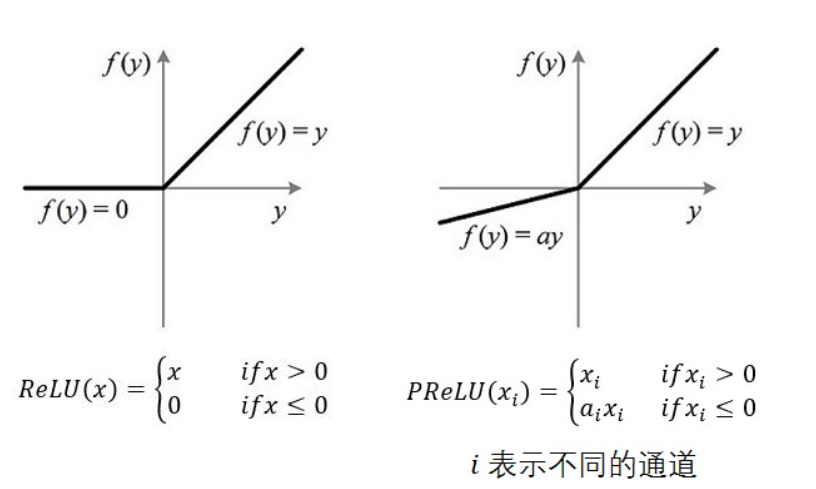 f(y)
f(y) = y
f(y) = 0
y
f(y)
f(y) = y
f(y) = ay
y
ReLU(x) = {x if x > 0
0 if x ≤ 0
PReLU(xᵢ) = {xᵢ if xᵢ > 0
aᵢxᵢ if xᵢ ≤ 0
i 表示不同的通道